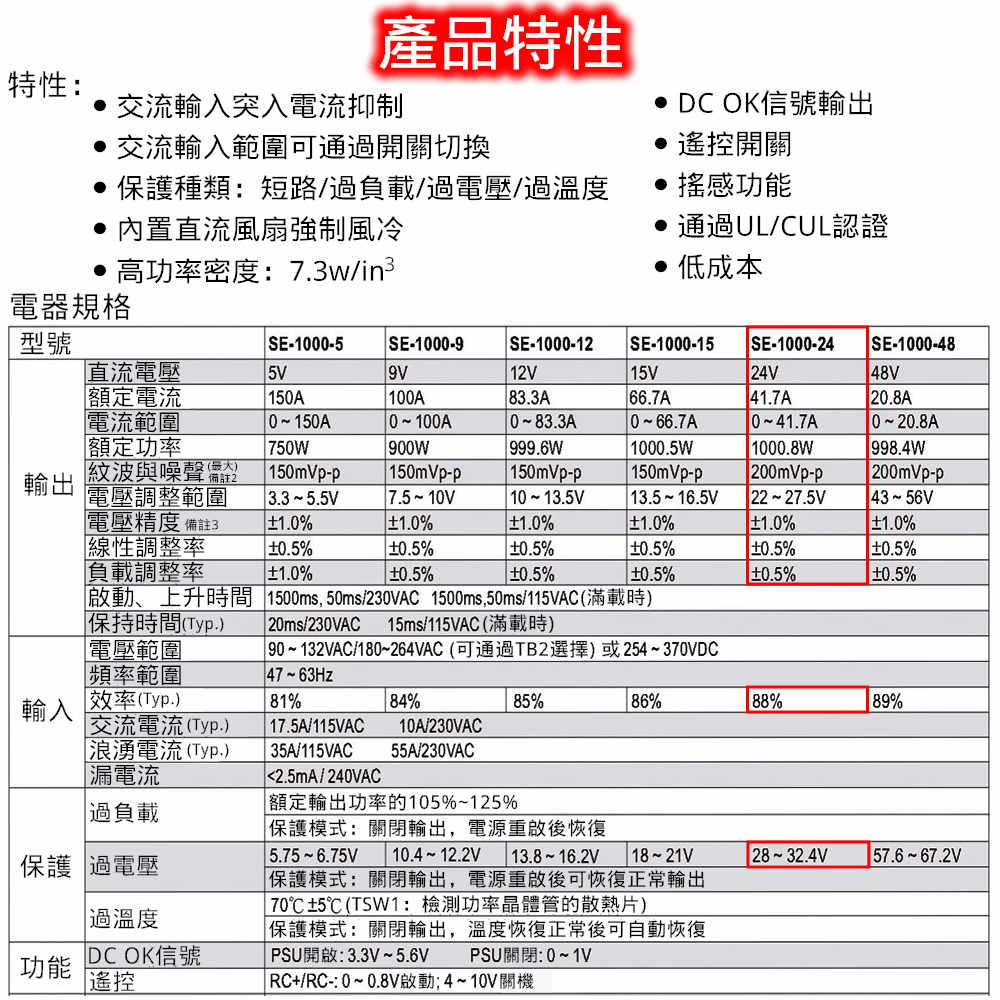 產品特性
特性：
• 交流輸入突入電流抑制
• 交流輸入範圍可通過開關切換
• 保護種類：短路/過負載/過電壓/過溫度
• 內置直流風扇強制風冷
• 高功率密度：7.3w/in³
• DC OK信號輸出
• 遙控開關
• 搖感功能
• 通過UL/CUL認證
• 低成本
電器規格
型號 SE-1000-5 SE-1000-9 SE-1000-12 SE-1000-15 SE-1000-24 SE-1000-48
輸出
直流電壓 5V 9V 12V 15V 24V 48V
額定電流 150A 100A 83.3A 66.7A 41.7A 20.8A
電流範圍 0~150A 0~100A 0~83.3A 0~66.7A 0~41.7A 0~20.8A
額定功率 750W 900W 999.6W 1000.5W 1000.8W 998.4W
紋波與噪聲(最大)備註2 150mVp-p 150mVp-p 150mVp-p 150mVp-p 200mVp-p 200mVp-p
電壓調整範圍 3.3~5.5V 7.5~10V 10~13.5V 13.5~16.5V 22~27.5V 43~56V
電壓精度 備註3 ±1.0% ±1.0% ±1.0% ±1.0% ±1.0% ±1.0%
線性調整率 ±0.5% ±0.5% ±0.5% ±0.5% ±0.5% ±0.5%
負載調整率 ±1.0% ±0.5% ±0.5% ±0.5% ±0.5% ±0.5%
啟動、上升時間 1500ms, 50ms/230VAC 1500ms,50ms/115VAC(滿載時)
保持時間(Typ.) 20ms/230VAC 15ms/115VAC(滿載時)
輸入
電壓範圍 90~132VAC/180~264VAC (可通過TB2選擇) 或 254~370VDC
頻率範圍 47~63Hz
效率(Typ.) 81% 84% 85% 86% 88% 89%
交流電流(Typ.) 17.5A/115VAC 10A/230VAC
浪湧電流(Typ.) 35A/115VAC 55A/230VAC
漏電流 <2.5mA / 240VAC
保護
過負載 額定輸出功率的105%~125%
保護模式：關閉輸出，電源重啟後恢復
過電壓 5.75~6.75V 10.4~12.2V 13.8~16.2V 18~21V 28~32.4V 57.6~67.2V
保護模式：關閉輸出，電源重啟後可恢復正常輸出
過溫度 70℃±5℃(TSW1：檢測功率晶體管的散熱片)
保護模式：關閉輸出，溫度恢復正常後可自動恢復
功能
DC OK信號 PSU開啟: 3.3V~5.6V PSU關閉: 0~1V
遙控 RC+/RC-: 0~0.8V啟動; 4~10V關機